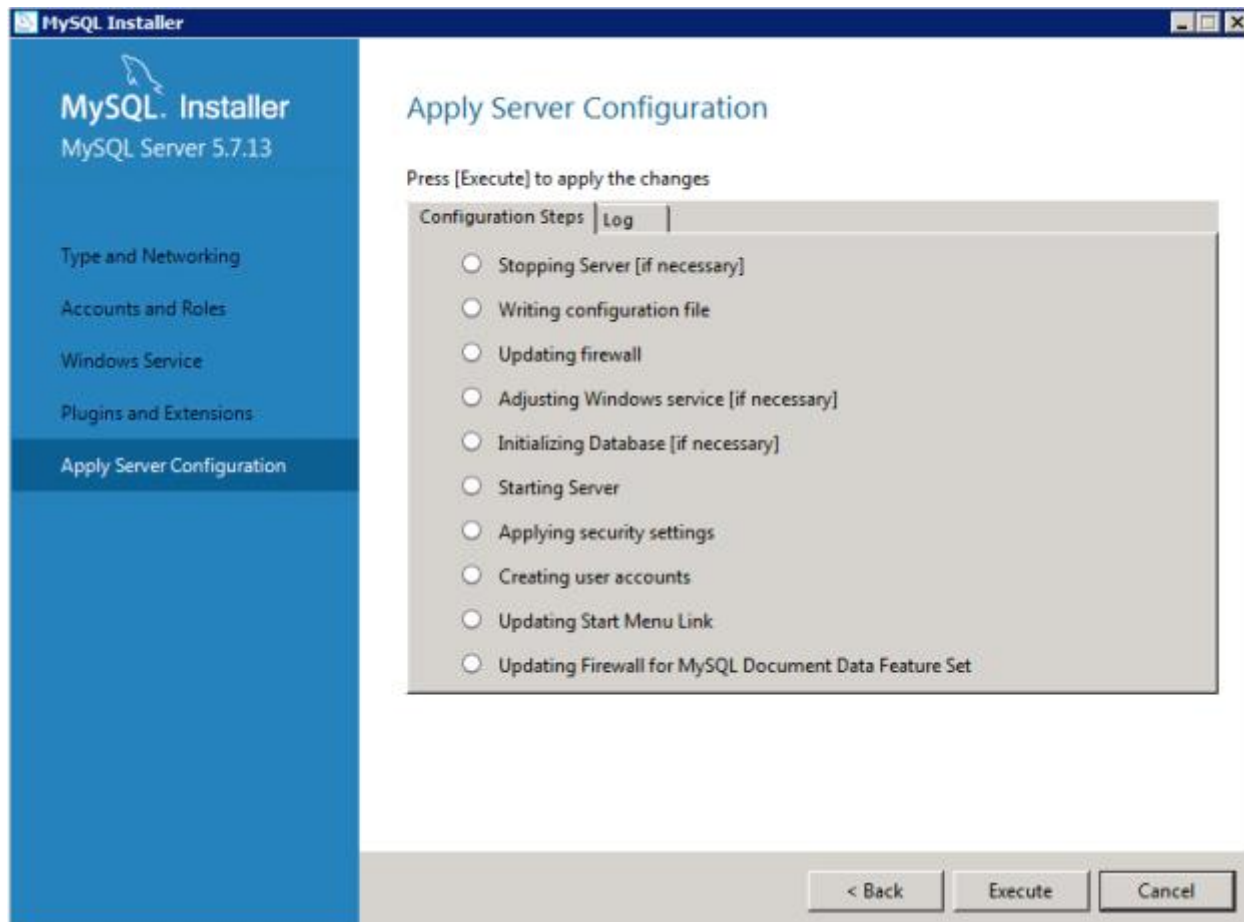 MySQL Installer
MySQL. Installer
MySQL Server 5.7.13
Type and Networking
Accounts and Roles
Windows Service
Plugins and Extensions
Apply Server Configuration
Apply Server Configuration
Press [Execute] to apply the changes
Configuration Steps Log
Stopping Server [if necessary]
Writing configuration file
Updating firewall
Adjusting Windows service [if necessary]
Initializing Database [if necessary]
Starting Server
Applying security settings
Creating user accounts
Updating Start Menu Link
Updating Firewall for MySQL Document Data Feature Set
< Back Execute Cancel